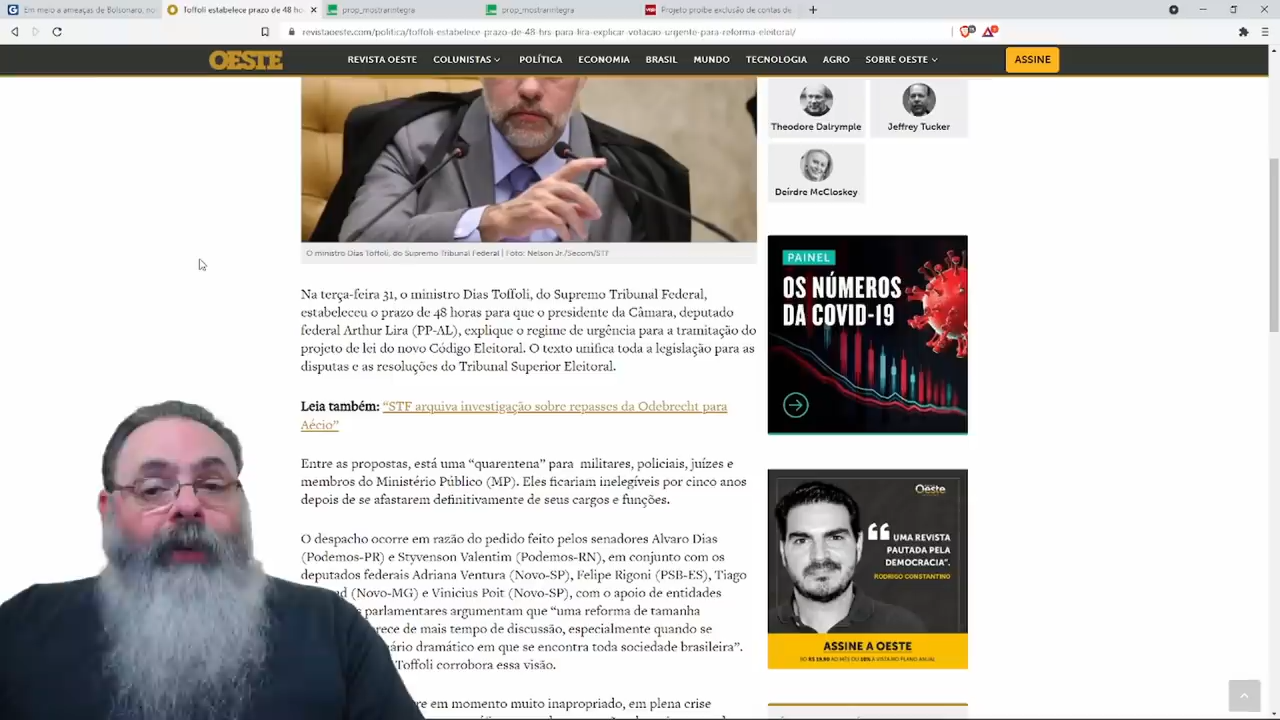 Em meio a ameaças de Bolsonaro, no
Toffoli estabelece prazo de 48 ho
prop_mostrarintegra
prop_mostrarintegra
Projeto proíbe exclusão de contas de
revistaoeste.com/politica/toffoli-estabelece-prazo-de-48-hrs-para-lira-explicar-votacao-urgente-para-reforma-eleitoral/
OESTE
REVISTA OESTE COLUNISTAS POLÍTICA ECONOMIA BRASIL MUNDO TECNOLOGIA AGRO SOBRE OESTE ASSINE
Theodore Dalrymple
Jeffrey Tucker
Deirdre McCloskey
O ministro Dias Toffoli, do Supremo Tribunal Federal | Foto: Nelson Jr./Secom/STF
Na terça-feira 31, o ministro Dias Toffoli, do Supremo Tribunal Federal,
estabeleceu o prazo de 48 horas para que o presidente da Câmara, deputado
federal Arthur Lira (PP-AL), explique o regime de urgência para a tramitação do
projeto de lei do novo Código Eleitoral. O texto unifica toda a legislação para as
disputas e as resoluções do Tribunal Superior Eleitoral.
Leia também: “STF arquiva investigação sobre repasses da Odebrecht para
Aécio”
Entre as propostas, está uma “quarentena” para militares, policiais, juízes e
membros do Ministério Público (MP). Eles ficariam inelegíveis por cinco anos
depois de se afastarem definitivamente de seus cargos e funções.
O despacho ocorre em razão do pedido feito pelos senadores Alvaro Dias
(Podemos-PR) e Styvenson Valentim (Podemos-RN), em conjunto com os
deputados federais Adriana Ventura (Novo-SP), Felipe Rigoni (PSB-ES), Tiago
(Novo-MG) e Vinicius Poit (Novo-SP), com o apoio de entidades
parlamentares argumentam que “uma reforma de tamanha
rece de mais tempo de discussão, especialmente quando se
ário dramático em que se encontra toda sociedade brasileira”.
Toffoli corrobora essa visão.
re em momento muito inapropriado, em plena crise
PAINEL
OS NÚMEROS
DA COVID-19
Oeste
“UMA REVISTA
PAUTADA PELA
DEMOCRACIA”.
RODRIGO CONSTANTINO
ASSINE A OESTE